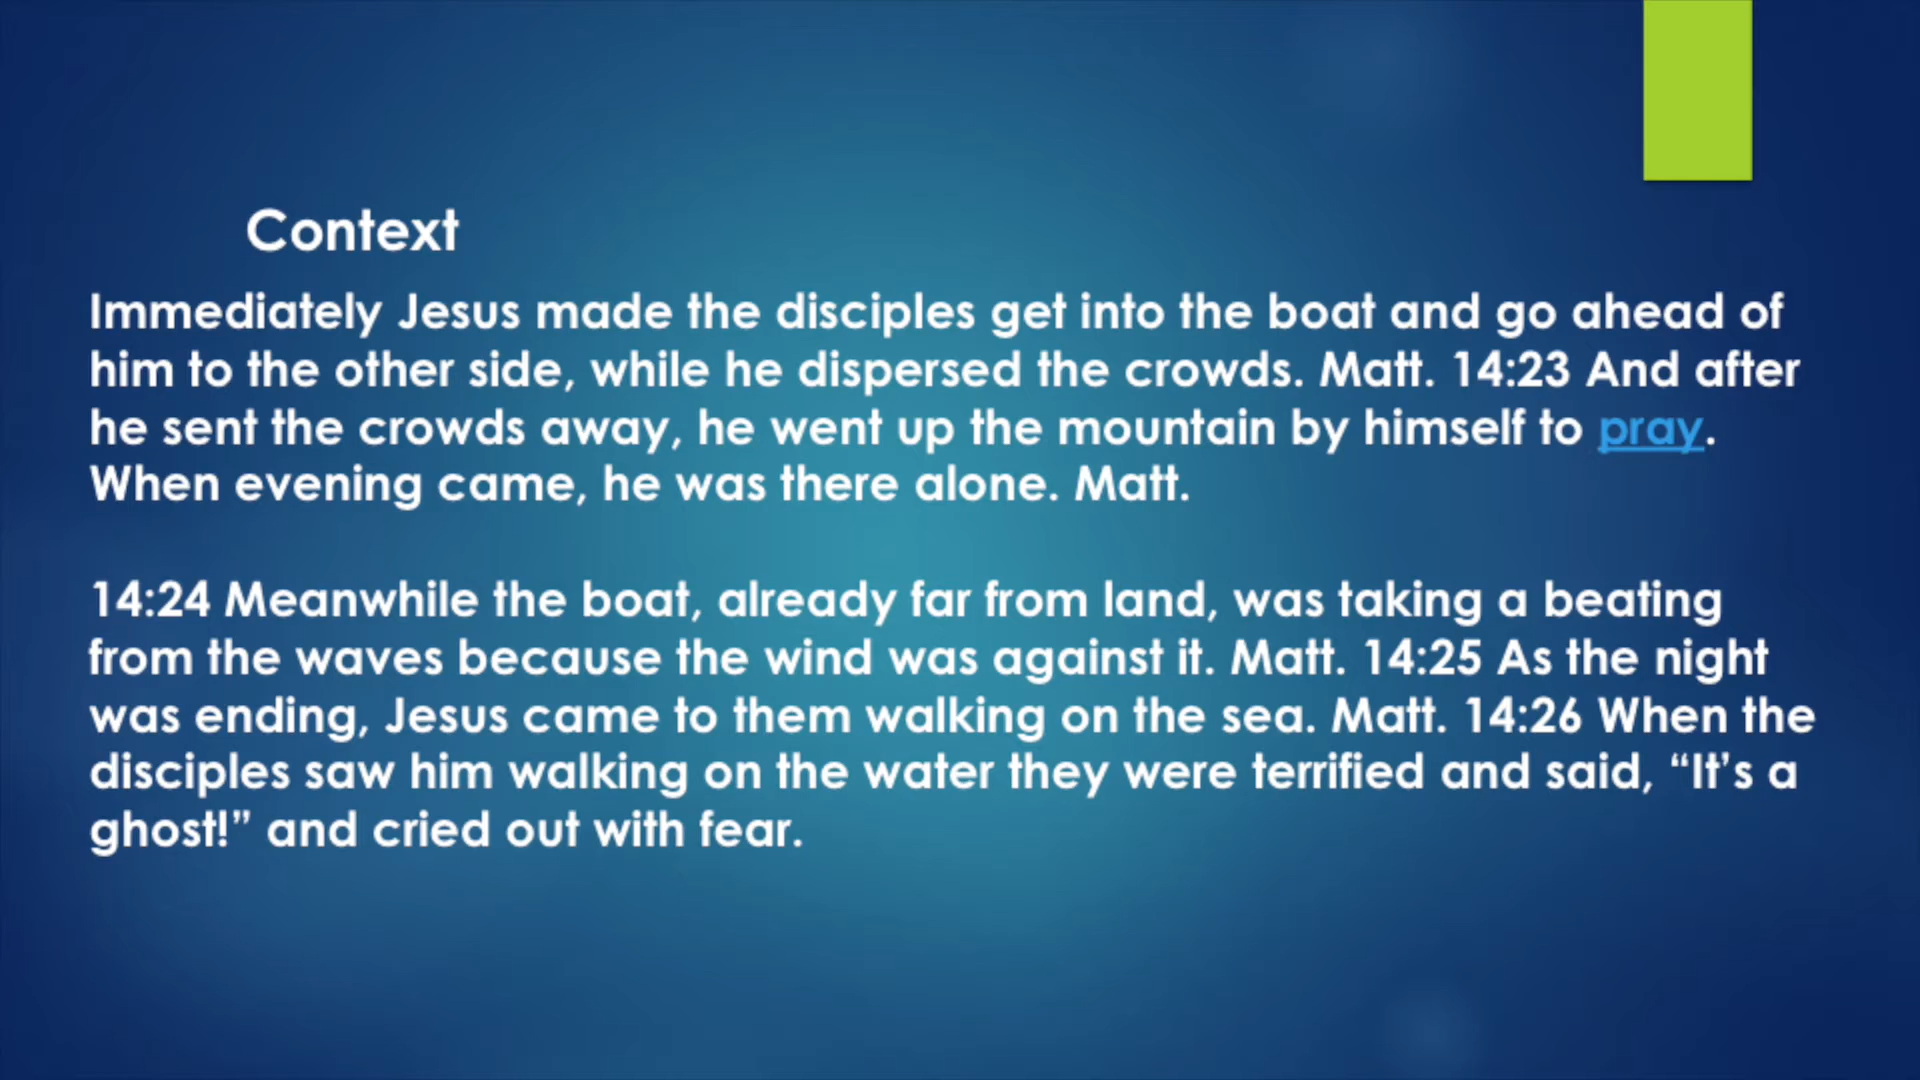 Context
Immediately Jesus made the disciples get into the boat and go ahead of
him to the other side, while he dispersed the crowds. Matt. 14:23 And after
he sent the crowds away, he went up the mountain by himself to pray.
When evening came, he was there alone. Matt.
14:24 Meanwhile the boat, already far from land, was taking a beating
from the waves because the wind was against it. Matt. 14:25 As the night
was ending, Jesus came to them walking on the sea. Matt. 14:26 When the
disciples saw him walking on the water they were terrified and said, “It’s a
ghost!” and cried out with fear.